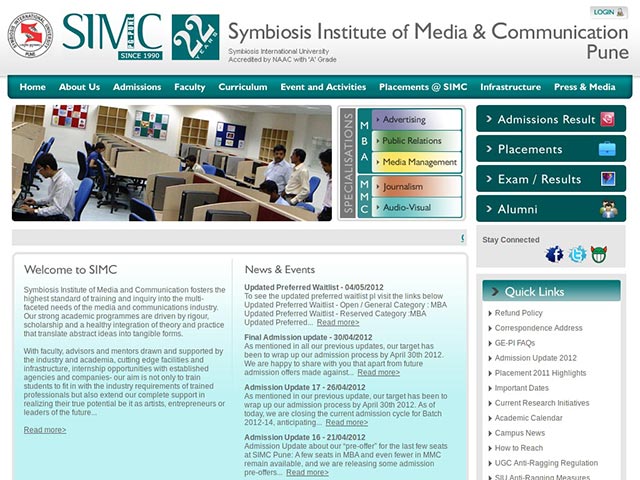 LOGIN
SYMBIOSIS INTERNATIONAL UNIVERSITY
PUNE
SIMC
PG-PUNE
SINCE 1990
22
YEARS
Symbiosis Institute of Media & Communication
Pune
Symbiosis International University
Accredited by NAAC with 'A' Grade
Home About Us Admissions Faculty Curriculum Event and Activities Placements @ SIMC Infrastructure Press & Media
SPECIALISATIONS
MBA
Advertising
Public Relations
Media Management
MMC
Journalism
Audio-Visual
Admissions Result
Placements
Exam / Results
Alumni
Stay Connected
Welcome to SIMC
Symbiosis Institute of Media and Communication fosters the
highest standard of training and inquiry into the multi-
faceted needs of the media and communications industry.
Our strong academic programmes are driven by rigour,
scholarship and a healthy integration of theory and practice
that translate abstract ideas into tangible forms.
With faculty, advisors and mentors drawn and supported by
the industry and academia, cutting edge facilities and
infrastructure, internship opportunities with established
agencies and companies- our aim is not only to train
students to fit in with the industry requirements of trained
professionals but also extend our complete support in
realizing their true potential be it as artists, entrepreneurs or
leaders of the future...
Read more>
News & Events
Updated Preferred Waitlist - 04/05/2012
To see the updated preferred waitlist pl visit the links below
Updated Preferred Waitlist - Open / General Category : MBA
Updated Preferred Waitlist - Reserved Category :MBA
Updated Preferred... Read more>
Final Admission update - 30/04/2012
As mentioned in all our previous updates, our target has
been to wrap up our admission process by April 30th 2012.
We are happy to share with you that apart from future
admission offers made against... Read more>
Admission Update 17 - 26/04/2012
As mentioned in our previous update, our target has been to
wrap up our admission process by April 30th 2012. As of
today, we are closing the current admission cycle for Batch
2012-14, anticipating... Read more>
Admission Update 16 - 21/04/2012
Admission Update about our "pre-offer" for the last few seats
at SIMC Pune: A few seats in MBA and even fewer in MMC
remain available, and we are releasing some admission
pre-offers... Read more>
Quick Links
Refund Policy
Correspondence Address
GE-PI FAQs
Admission Update 2012
Placement 2011 Highlights
Important Dates
Current Research Initiatives
Academic Calendar
Campus News
How to Reach
UGC Anti-Ragging Regulation
SIU Anti-Ragging Measures